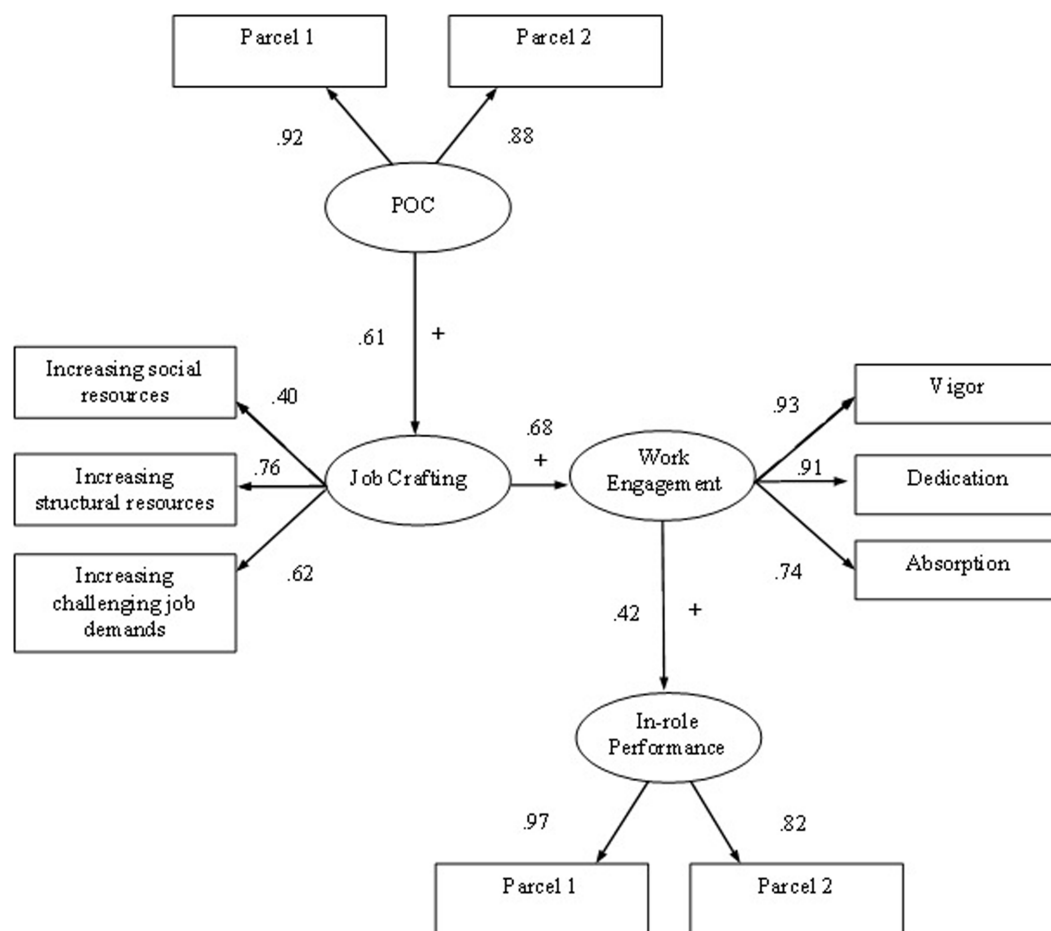 Parcel 1
Parcel 2
.92
.88
POC
.61
+
Increasing social
resources
.40
Increasing
structural resources
.76
Increasing
challenging job
demands
.62
Job Crafting
.68
+
Work
Engagement
.93
Vigor
.91
Dedication
.74
Absorption
.42
+
In-role
Performance
.97
.82
Parcel 1
Parcel 2